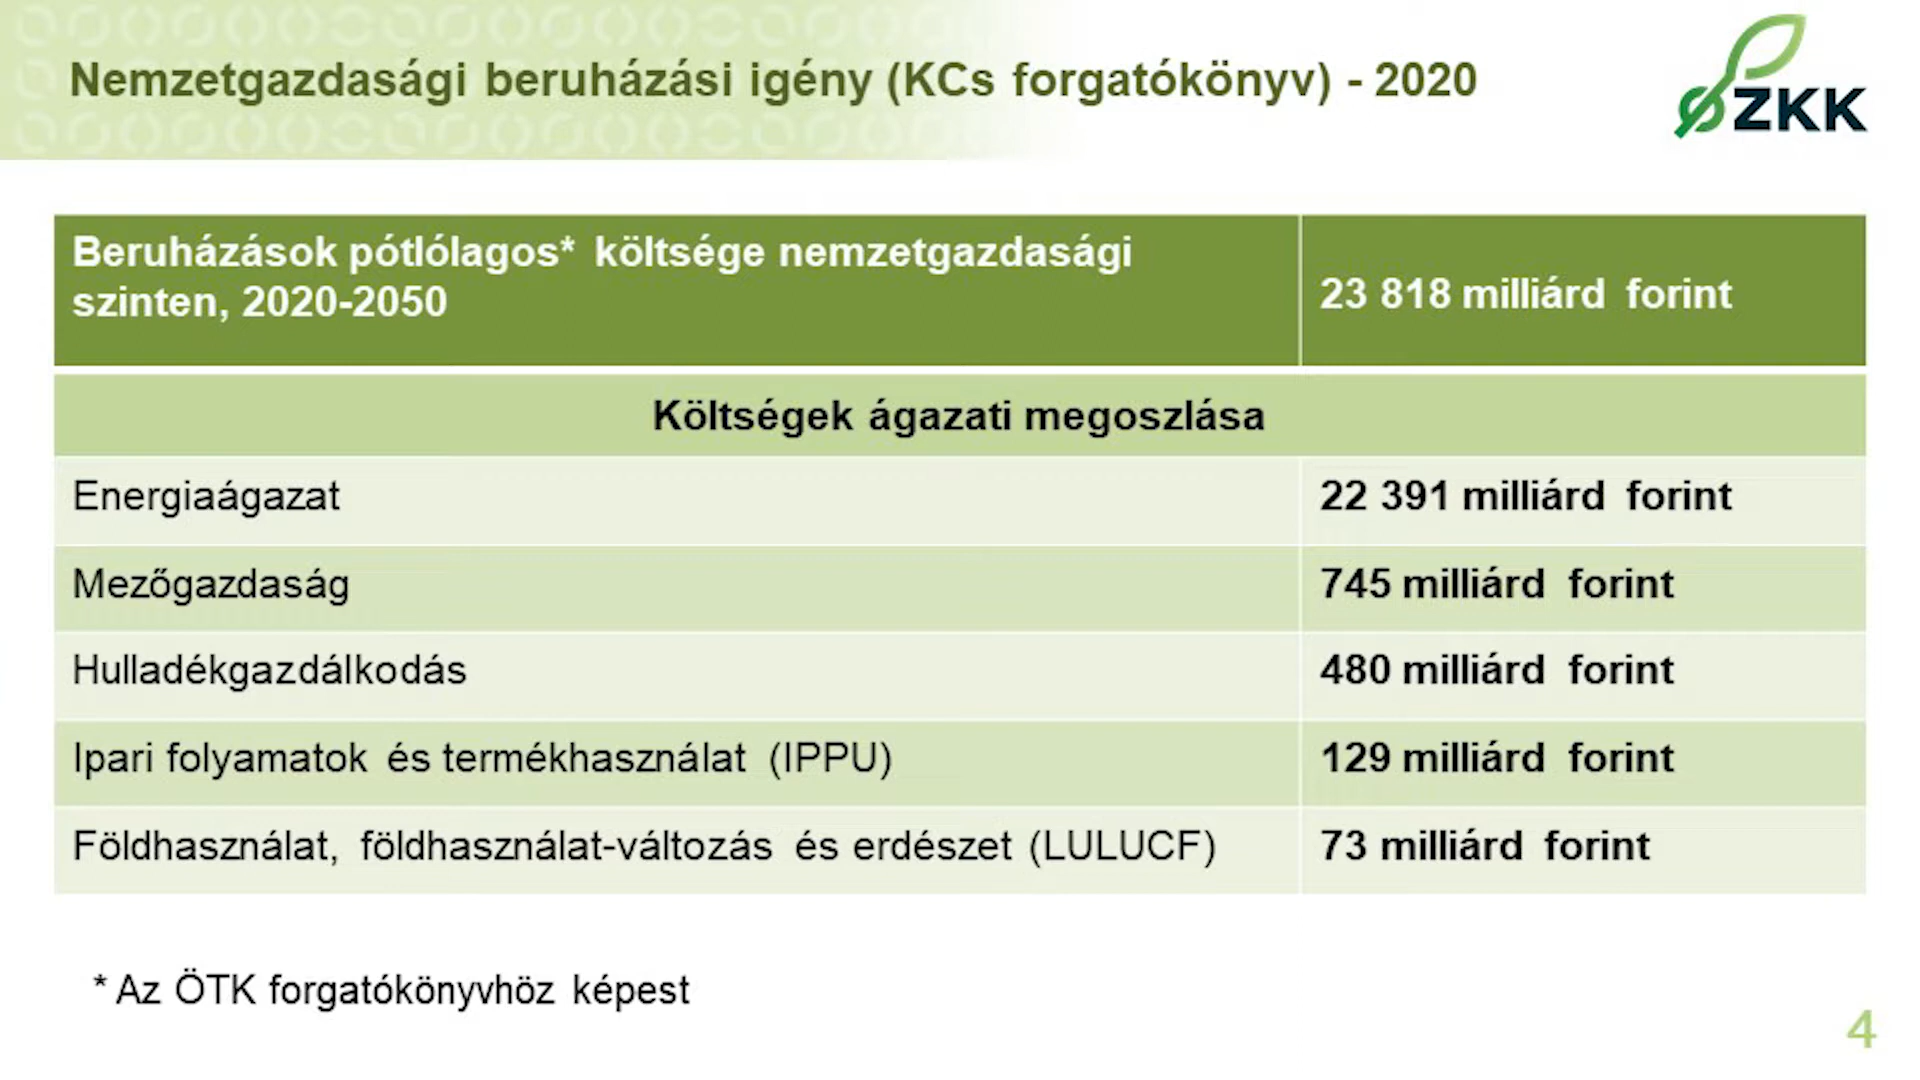 Nemzetgazdasági beruházási igény (KCs forgatókönyv) - 2020
ZKK
Beruházások pótlólagos* költsége nemzetgazdasági
szinten, 2020-2050
23 818 milliárd forint
Költségek ágazati megoszlása
Energiaágazat
22 391 milliárd forint
Mezőgazdaság
745 milliárd forint
Hulladékgazdálkodás
480 milliárd forint
Ipari folyamatok és termékhasználat (IPPU)
129 milliárd forint
Földhasználat, földhasználat-változás és erdészet (LULUCF)
73 milliárd forint
* Az ÖTK forgatókönyvhöz képest
4